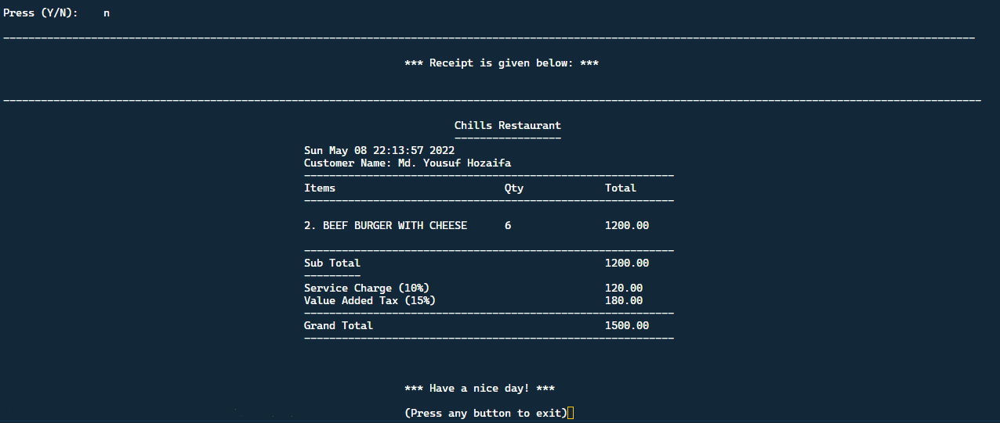 Press (Y/N):    n
*** Receipt is given below: ***
Chills Restaurant
Sun May 08 22:13:57 2022
Customer Name: Md. Yousuf Hozaifa
Items Qty Total
2. BEEF BURGER WITH CHEESE 6 1200.00
Sub Total 1200.00
Service Charge (10%) 120.00
Value Added Tax (15%) 180.00
Grand Total 1500.00
*** Have a nice day! ***
(Press any button to exit)